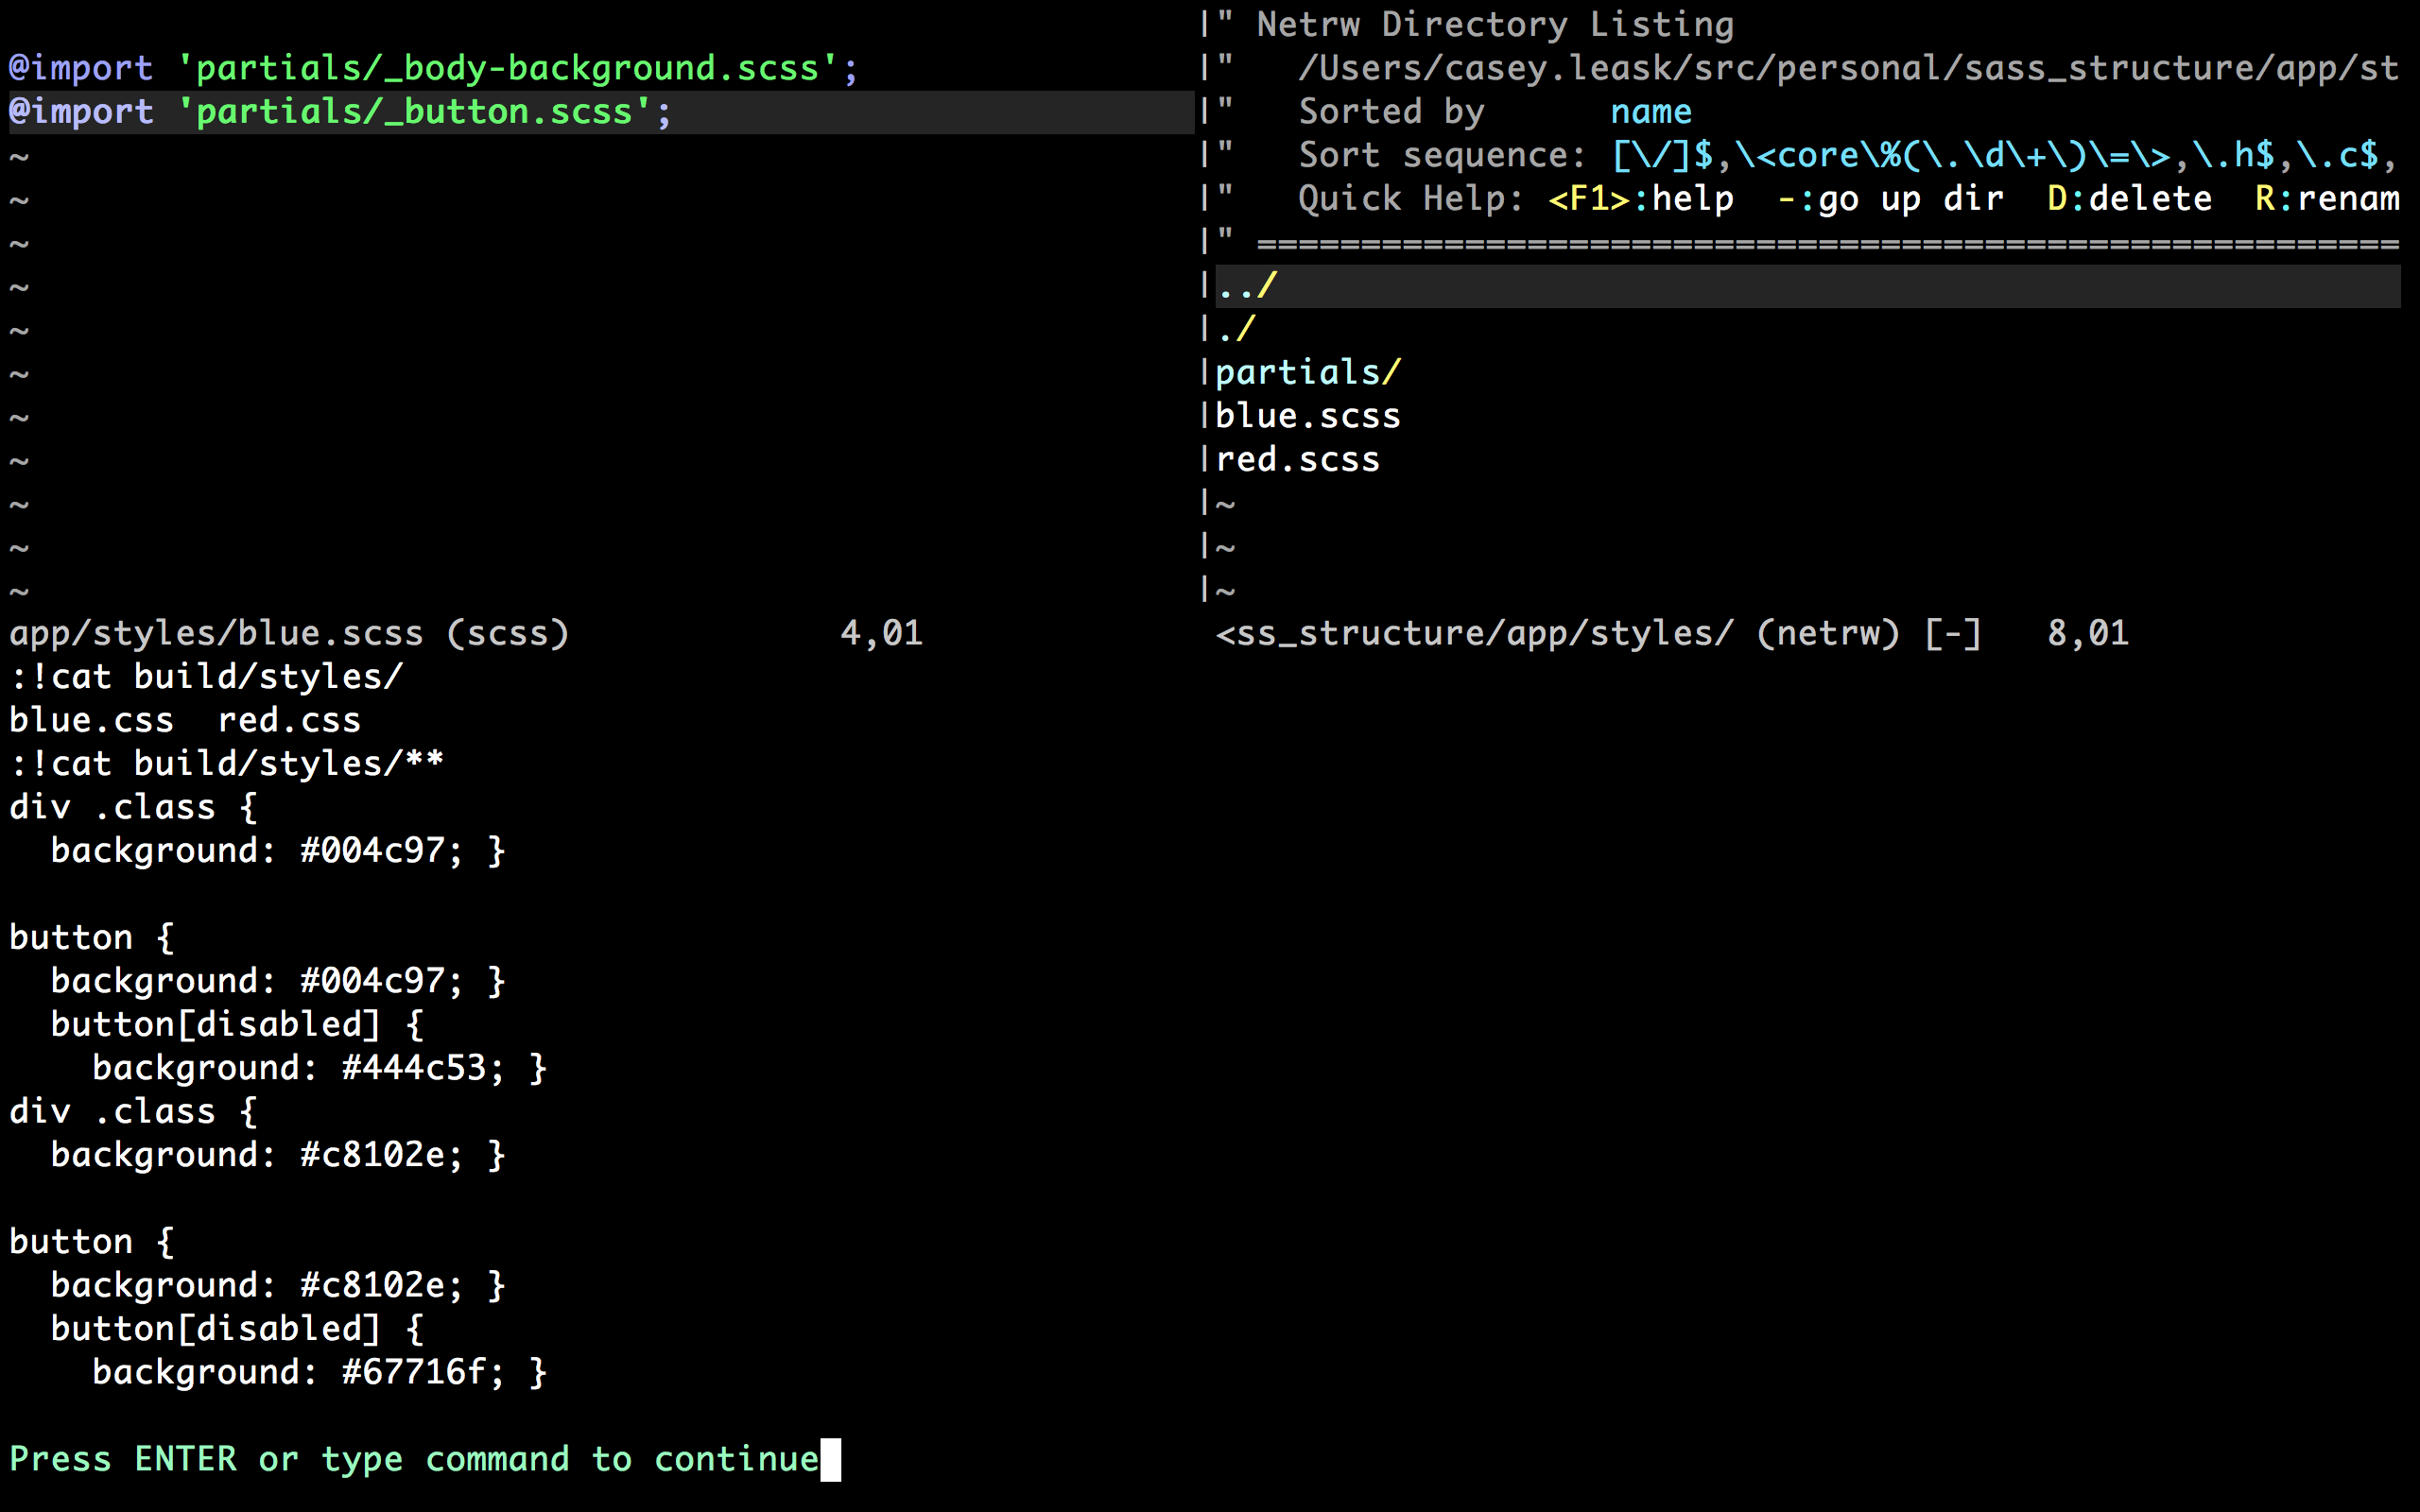 @import 'partials/_body-background.scss';
@import 'partials/_button.scss';
~
~
~
~
~
~
~
~
~
~
~
app/styles/blue.scss (scss)             4,01
|" Netrw Directory Listing
|"   /Users/casey.leask/src/personal/sass_structure/app/st
|"   Sorted by      name
|"   Sort sequence: [\/]$,\<core\%(\.\d\+\)\=\>,\.h$,\.c$,
|"   Quick Help: <F1>:help  -:go up dir  D:delete  R:renam
|" =======================================================
|../
|./
|partials/
|blue.scss
|red.scss
|~
|~
|~
<ss_structure/app/styles/ (netrw) [-]   8,01
:!cat build/styles/
blue.css  red.css
:!cat build/styles/**
div .class {
  background: #004c97; }

button {
  background: #004c97; }
  button[disabled] {
    background: #444c53; }
div .class {
  background: #c8102e; }

button {
  background: #c8102e; }
  button[disabled] {
    background: #67716f; }

Press ENTER or type command to continue